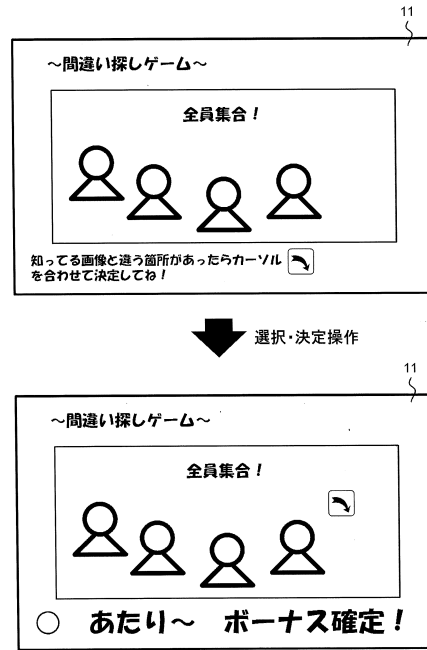 11
～間違い探しゲーム～
全員集合！
知ってる画像と違う箇所があったらカーソル
を合わせて決定してね！
選択・決定操作
11
～間違い探しゲーム～
全員集合！
○ あたり～ ボーナス確定！